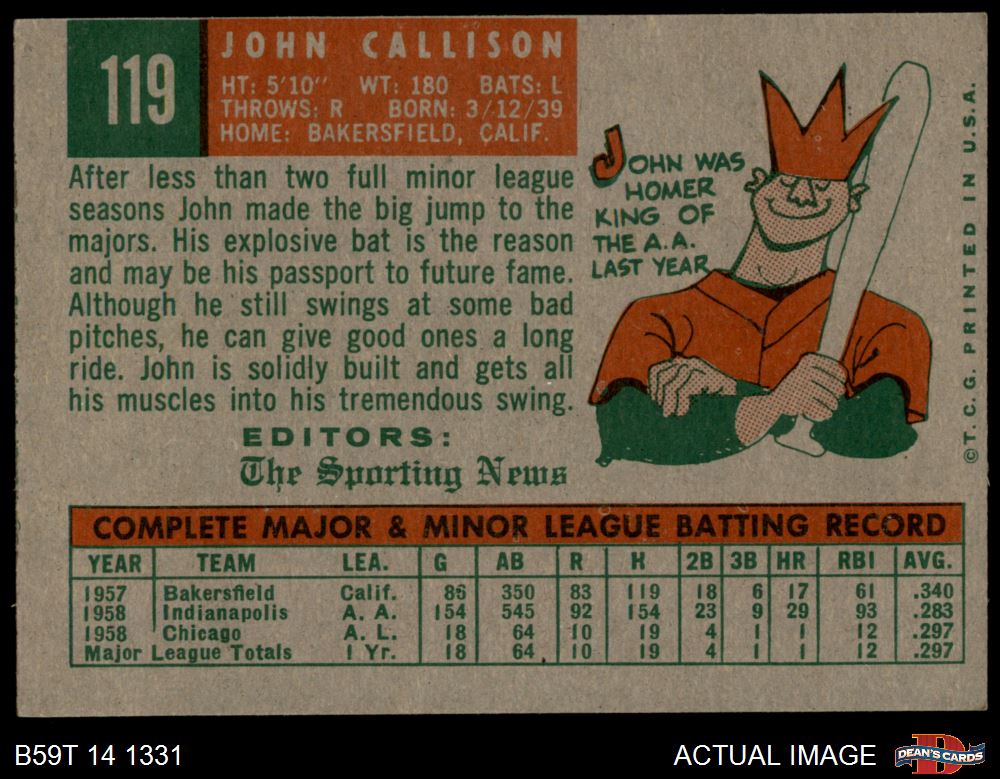 119
JOHN CALLISON
HT: 5'10" WT: 180 BATS: L
THROWS: R BORN: 3/12/39
HOME: BAKERSFIELD, CALIF.
After less than two full minor league
seasons John made the big jump to the
majors. His explosive bat is the reason
and may be his passport to future fame.
Although he still swings at some bad
pitches, he can give good ones a long
ride. John is solidly built and gets all
his muscles into his tremendous swing.
EDITORS:
The Sporting News
JOHN WAS
HOMER
KING OF
THE A.A.
LAST YEAR
©T.C.G. PRINTED IN U.S.A.
COMPLETE MAJOR & MINOR LEAGUE BATTING RECORD
YEAR TEAM LEA. G AB R H 2B 3B HR RBI AVG.
1957 Bakersfield Calif. 86 350 83 119 18 6 17 61 .340
1958 Indianapolis A. A. 154 545 92 154 23 9 29 93 .283
1958 Chicago A. L. 18 64 10 19 4 1 1 12 .297
Major League Totals 1 Yr. 18 64 10 19 4 1 1 12 .297
B59T 14 1331
ACTUAL IMAGE
DEAN'S CARDS